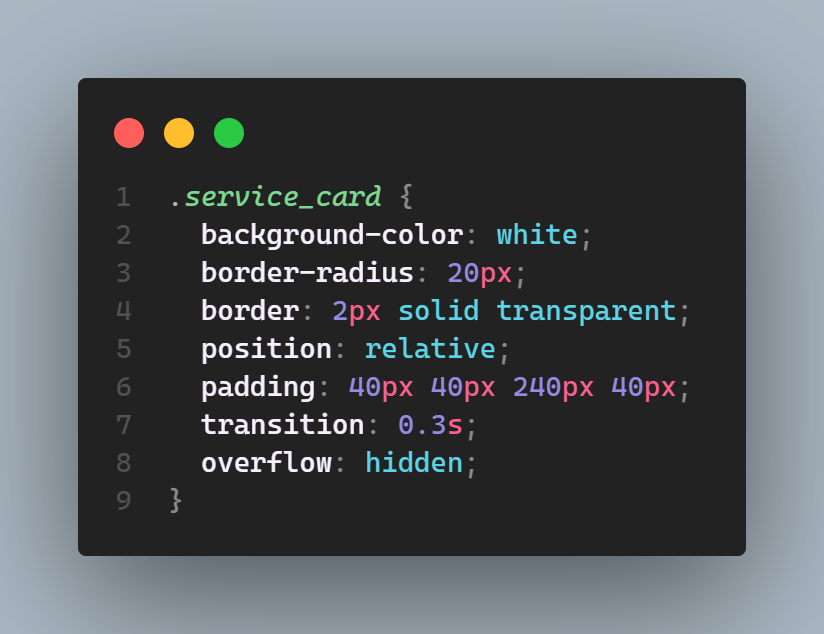 1 .service_card {
2   background-color: white;
3   border-radius: 20px;
4   border: 2px solid transparent;
5   position: relative;
6   padding: 40px 40px 240px 40px;
7   transition: 0.3s;
8   overflow: hidden;
9 }